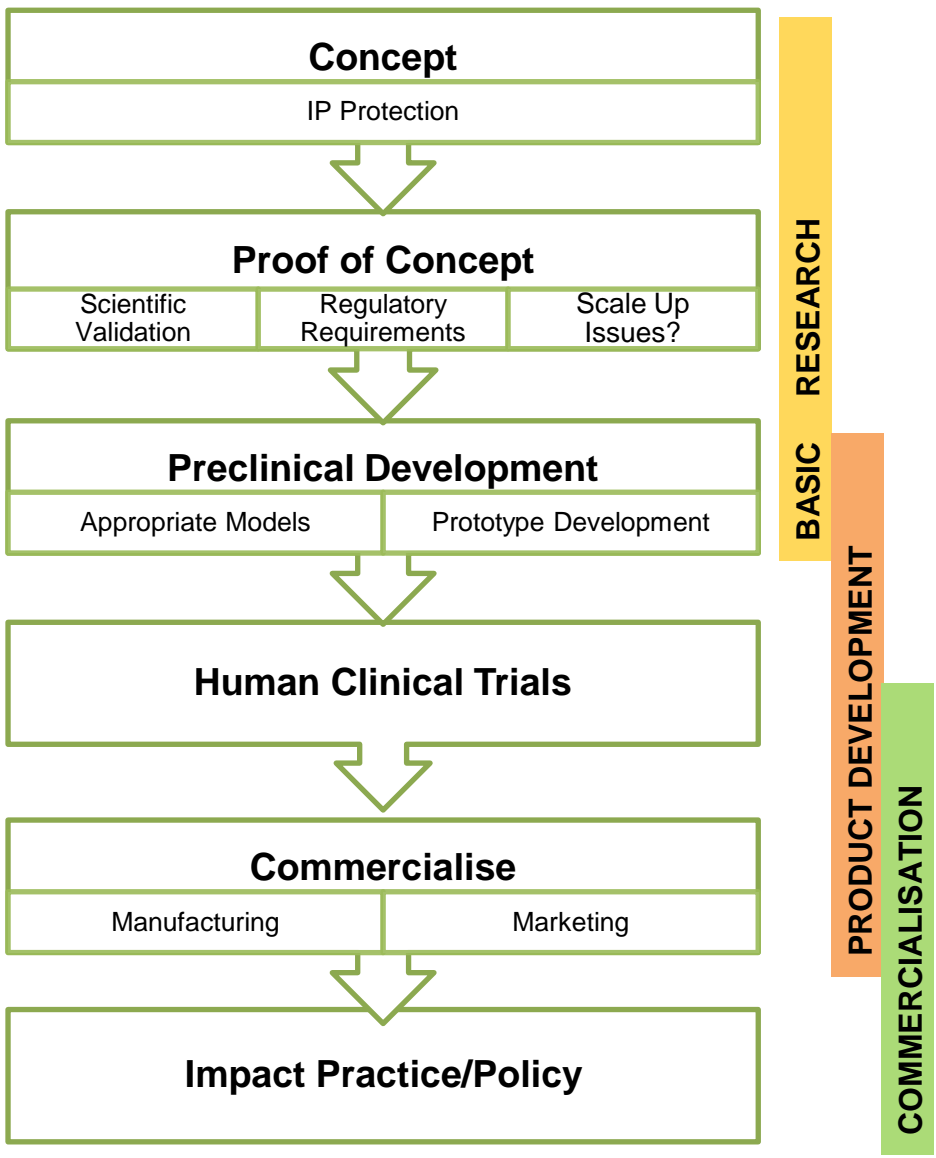 Concept
IP Protection
Proof of Concept
Scientific
Validation
Regulatory
Requirements
Scale Up
Issues?
Preclinical Development
Appropriate Models
Prototype Development
Human Clinical Trials
Commercialise
Manufacturing
Marketing
Impact Practice/Policy
BASIC RESEARCH
PRODUCT DEVELOPMENT
COMMERCIALISATION